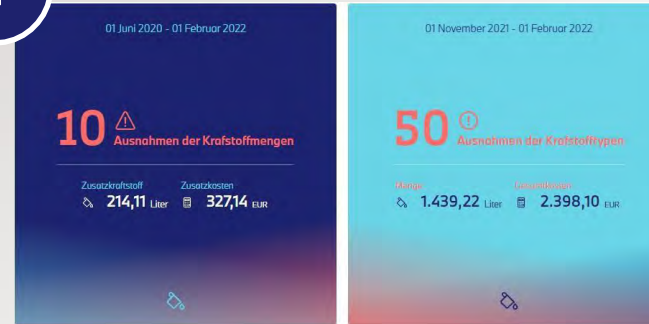 01 Juni 2020 - 01 Februar 2022
10
Ausnahmen der Krafstoffmengen
Zusatzkraftstoff Zusatzkosten
214,11 Liter 327,14 EUR
01 November 2021 - 01 Februar 2022
50
Ausnahmen der Krafstofftypen
Menge Gesamtkosten
1.439,22 Liter 2.398,10 EUR